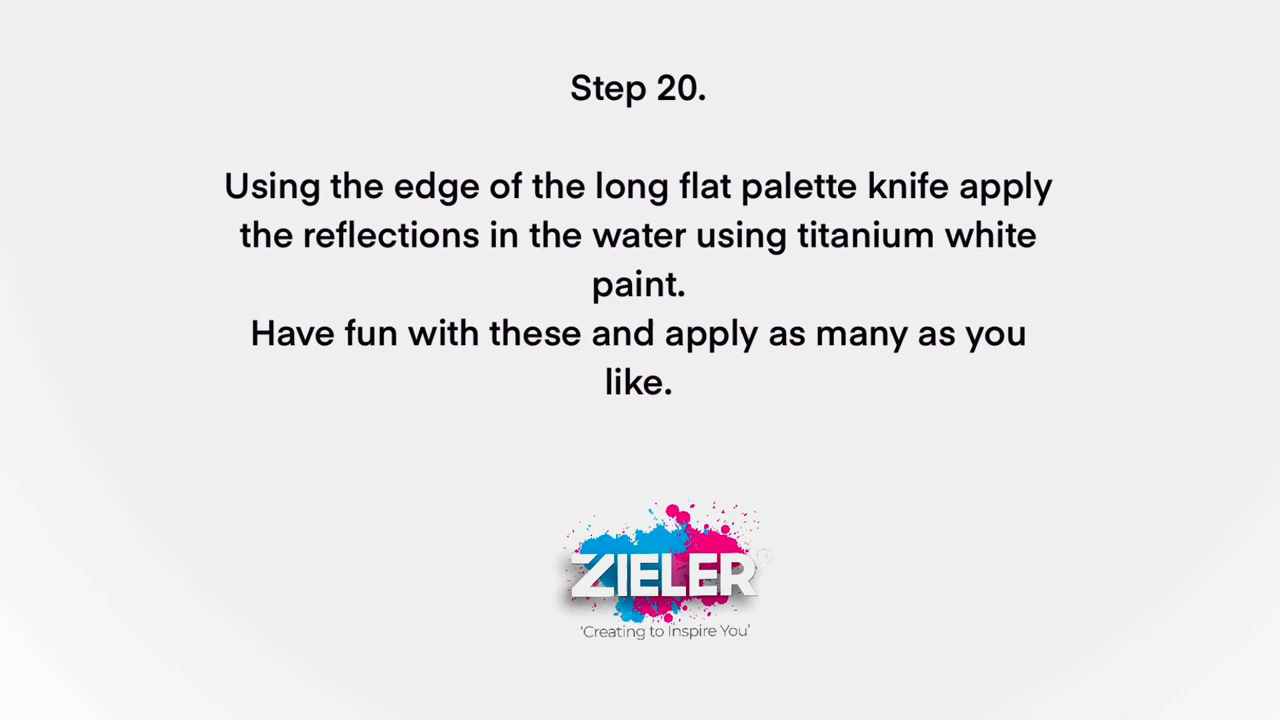 Step 20.
Using the edge of the long flat palette knife apply
the reflections in the water using titanium white
paint.
Have fun with these and apply as many as you
like.
ZIELER
'Creating to Inspire You'